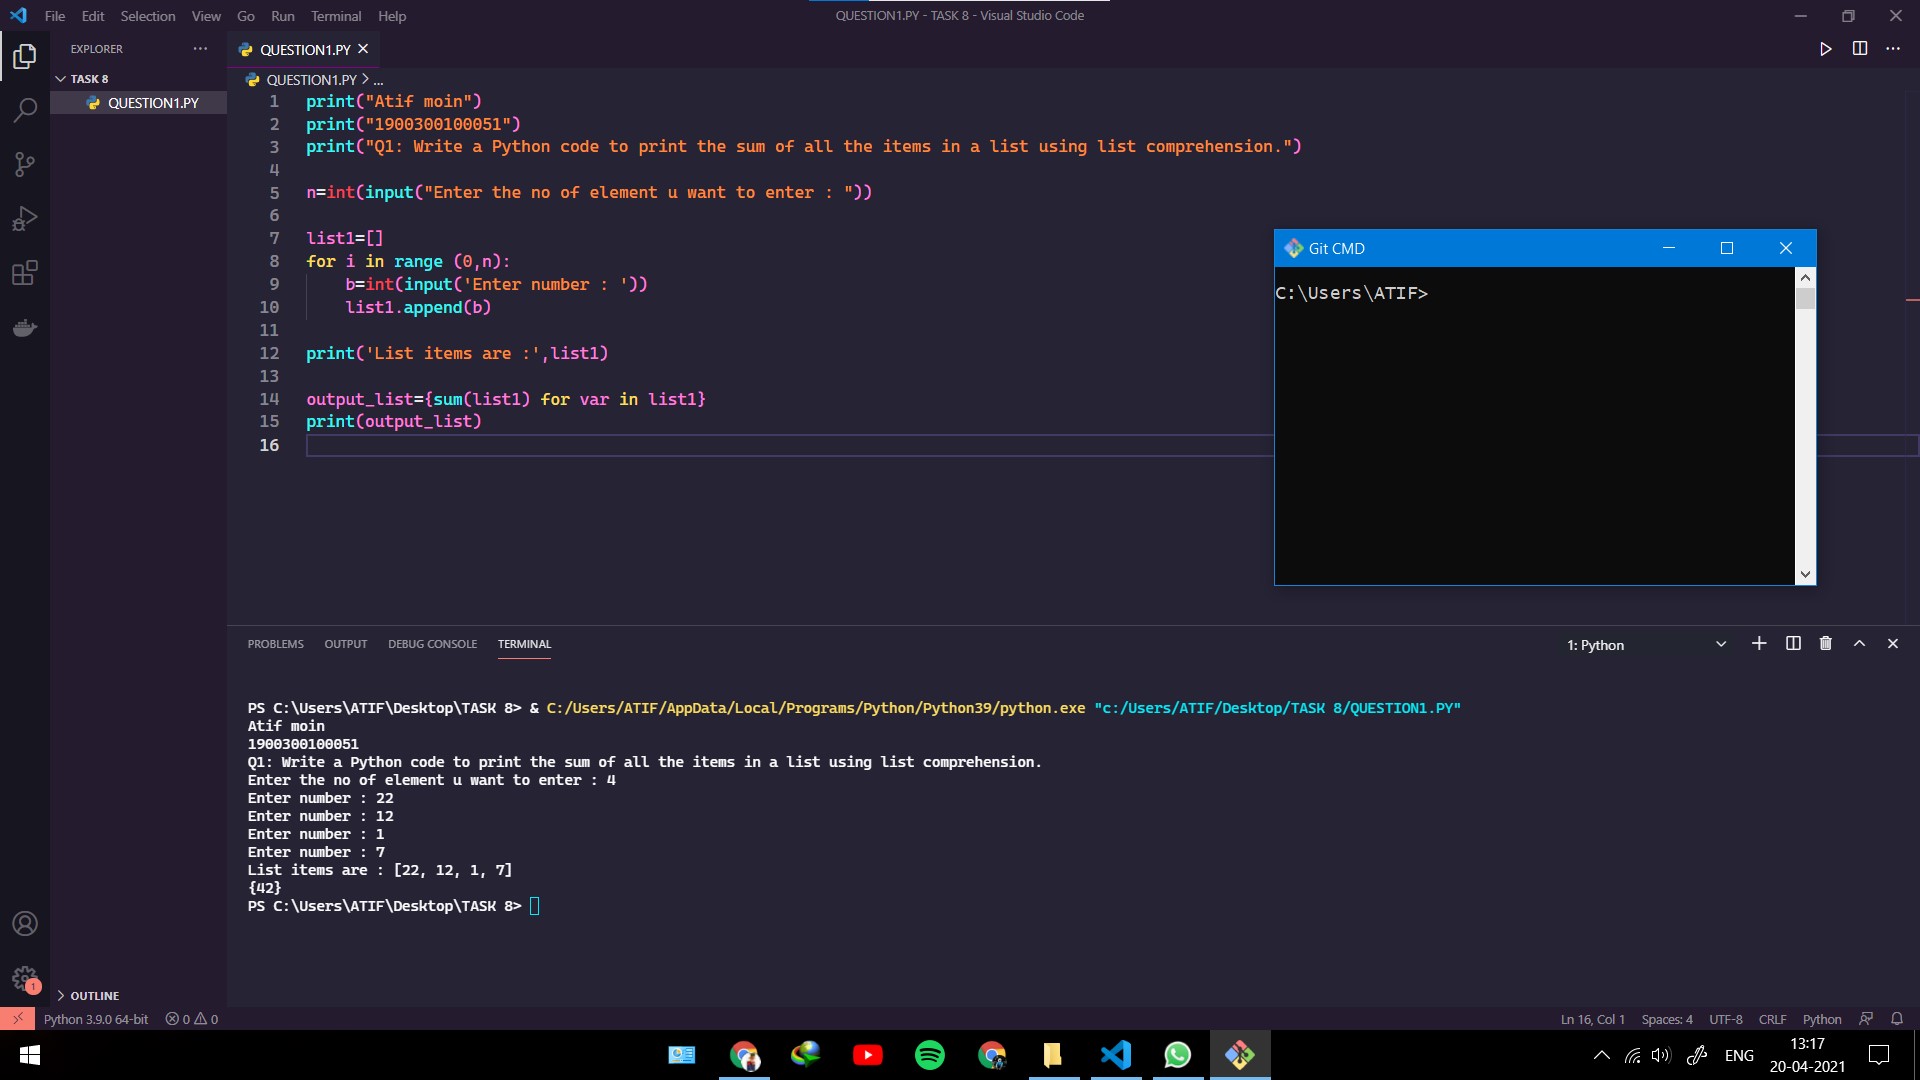 File Edit Selection View Go Run Terminal Help
QUESTION1.PY - TASK 8 - Visual Studio Code
EXPLORER
QUESTION1.PY
TASK 8
QUESTION1.PY
QUESTION1.PY > ...
1 print("Atif moin")
2 print("1900300100051")
3 print("Q1: Write a Python code to print the sum of all the items in a list using list comprehension.")
4
5 n=int(input("Enter the no of element u want to enter : "))
6
7 list1=[]
8 for i in range (0,n):
9     b=int(input('Enter number : '))
10     list1.append(b)
11
12 print('List items are :',list1)
13
14 output_list={sum(list1) for var in list1}
15 print(output_list)
16
Git CMD
C:\Users\ATIF>
PROBLEMS OUTPUT DEBUG CONSOLE TERMINAL
1: Python
PS C:\Users\ATIF\Desktop\TASK 8> & C:/Users/ATIF/AppData/Local/Programs/Python/Python39/python.exe "c:/Users/ATIF/Desktop/TASK 8/QUESTION1.PY"
Atif moin
1900300100051
Q1: Write a Python code to print the sum of all the items in a list using list comprehension.
Enter the no of element u want to enter : 4
Enter number : 22
Enter number : 12
Enter number : 1
Enter number : 7
List items are : [22, 12, 1, 7]
{42}
PS C:\Users\ATIF\Desktop\TASK 8>
1
OUTLINE
Python 3.9.0 64-bit 0 0
Ln 16, Col 1 Spaces: 4 UTF-8 CRLF Python
ENG
13:17
20-04-2021